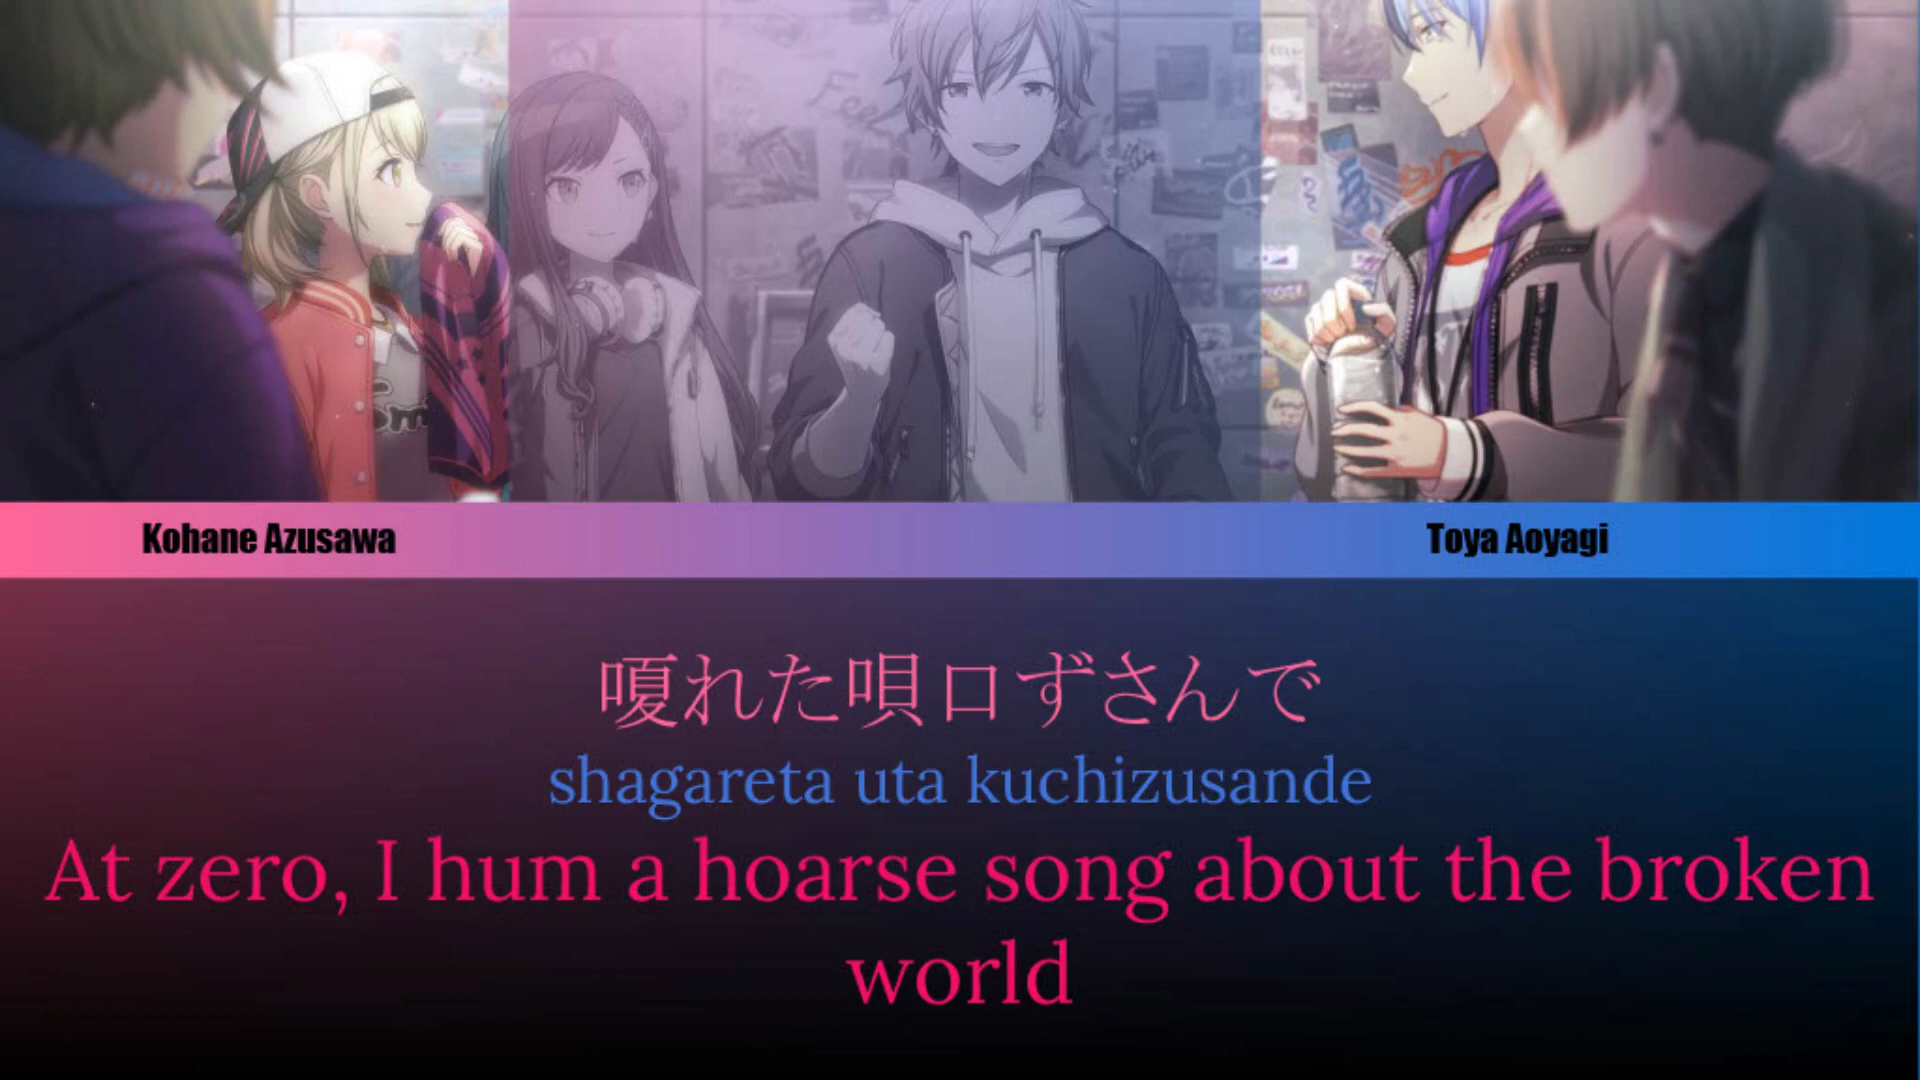 Kohane Azusawa
Toya Aoyagi
嗄れた唄口ずさんで
shagareta uta kuchizusande
At zero, I hum a hoarse song about the broken
world